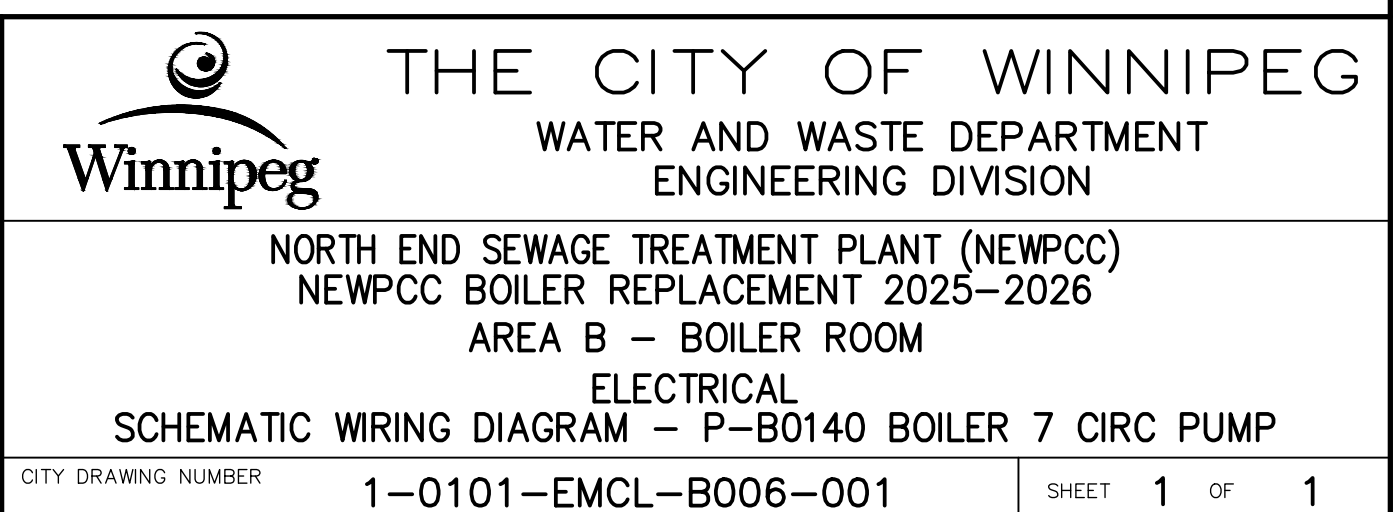 Winnipeg
THE CITY OF WINNIPEG
WATER AND WASTE DEPARTMENT
ENGINEERING DIVISION
NORTH END SEWAGE TREATMENT PLANT (NEWPCC)
NEWPCC BOILER REPLACEMENT 2025-2026
AREA B - BOILER ROOM
ELECTRICAL
SCHEMATIC WIRING DIAGRAM - P-B0140 BOILER 7 CIRC PUMP
CITY DRAWING NUMBER
1-0101-EMCL-B006-001
SHEET 1 OF 1